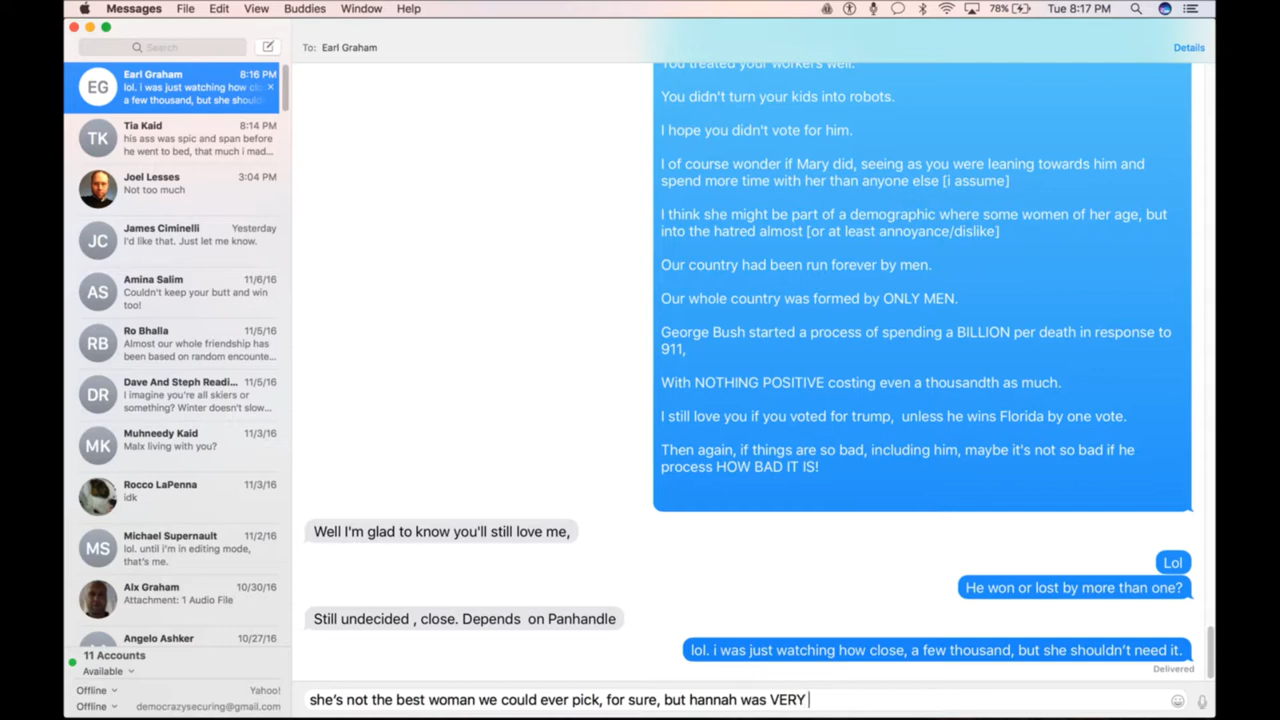 Messages File Edit View Buddies Window Help 78% Tue 8:17 PM
Search
To: Earl Graham
Details
EG
Earl Graham 8:16 PM
lol. i was just watching how clo
a few thousand, but she shoul
TK
Tia Kaid 8:14 PM
his ass was spic and span before
he went to bed, that much i mad...
Joel Lesses 3:04 PM
Not too much
JC
James Ciminelli Yesterday
I'd like that. Just let me know.
AS
Amina Salim 11/6/16
Couldn't keep your butt and win
too!
RB
Ro Bhalla 11/5/16
Almost our whole friendship has
been based on random encounte...
DR
Dave And Steph Readi... 11/5/16
I imagine you're all skiers or
something? Winter doesn't slow...
MK
Muhneedy Kaid 11/3/16
Malx living with you?
Rocco LaPenna 11/3/16
idk
MS
Michael Supernault 11/2/16
lol. until i'm in editing mode,
that's me.
Alx Graham 10/30/16
Attachment: 1 Audio File
Angelo Ashker 10/27/16
11 Accounts
Available
Offline Yahoo!
Offline democrazysecuring@gmail.com
You treated your workers well.
You didn't turn your kids into robots.
I hope you didn't vote for him.
I of course wonder if Mary did, seeing as you were leaning towards him and
spend more time with her than anyone else [i assume]
I think she might be part of a demographic where some women of her age, but
into the hatred almost [or at least annoyance/dislike]
Our country had been run forever by men.
Our whole country was formed by ONLY MEN.
George Bush started a process of spending a BILLION per death in response to
911,
With NOTHING POSITIVE costing even a thousandth as much.
I still love you if you voted for trump, unless he wins Florida by one vote.
Then again, if things are so bad, including him, maybe it's not so bad if he
process HOW BAD IT IS!
Well I'm glad to know you'll still love me,
Lol
He won or lost by more than one?
Still undecided , close. Depends on Panhandle
lol. i was just watching how close, a few thousand, but she shouldn't need it.
Delivered
she's not the best woman we could ever pick, for sure, but hannah was VERY